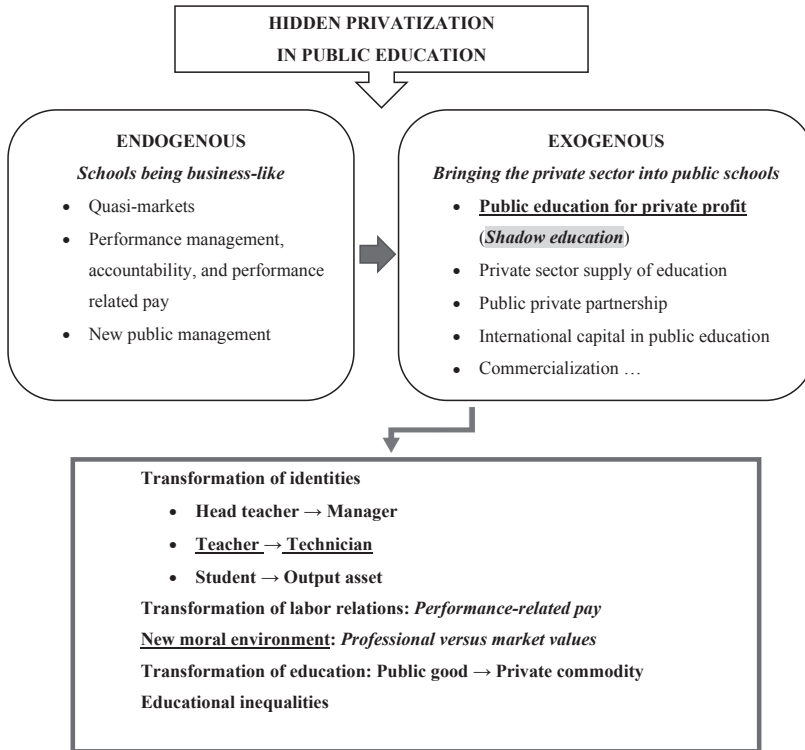 HIDDEN PRIVATIZATION
IN PUBLIC EDUCATION
ENDOGENOUS
Schools being business-like
• Quasi-markets
• Performance management,
accountability, and performance
related pay
• New public management
EXOGENOUS
Bringing the private sector into public schools
• Public education for private profit
(Shadow education)
• Private sector supply of education
• Public private partnership
• International capital in public education
• Commercialization …
Transformation of identities
• Head teacher → Manager
• Teacher → Technician
• Student → Output asset
Transformation of labor relations: Performance-related pay
New moral environment: Professional versus market values
Transformation of education: Public good → Private commodity
Educational inequalities